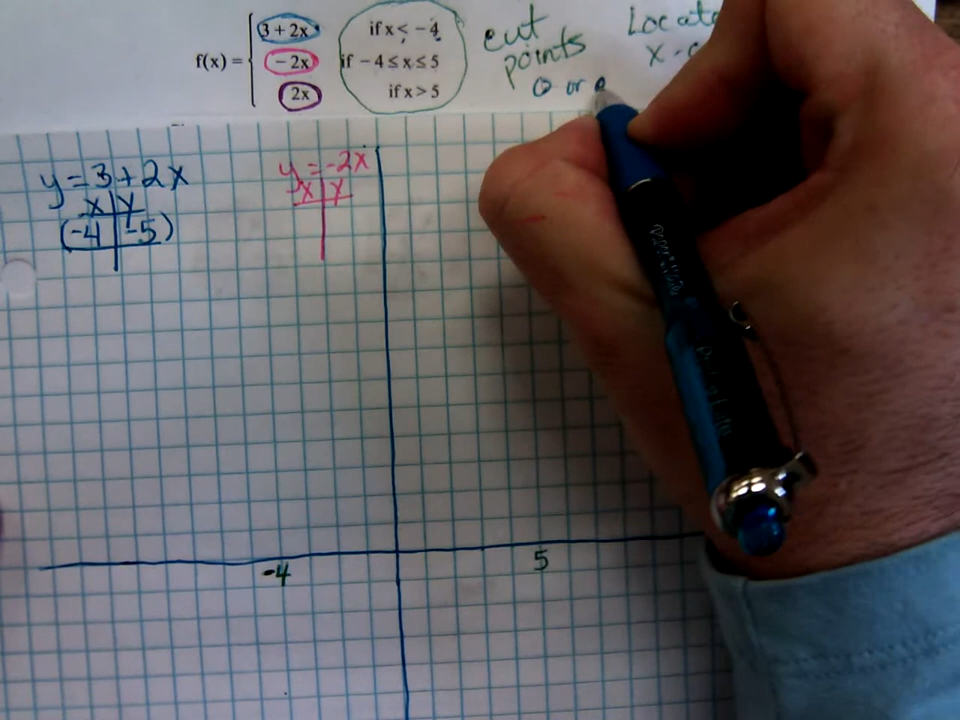 3 + 2x if x < -4
f(x) = - 2x if - 4 ≤ x ≤ 5
2x if x > 5
cut
points
o or •
Locate
x -
y = 3 + 2x
x y
(-4 -5)
y = -2x
x y
-4 5